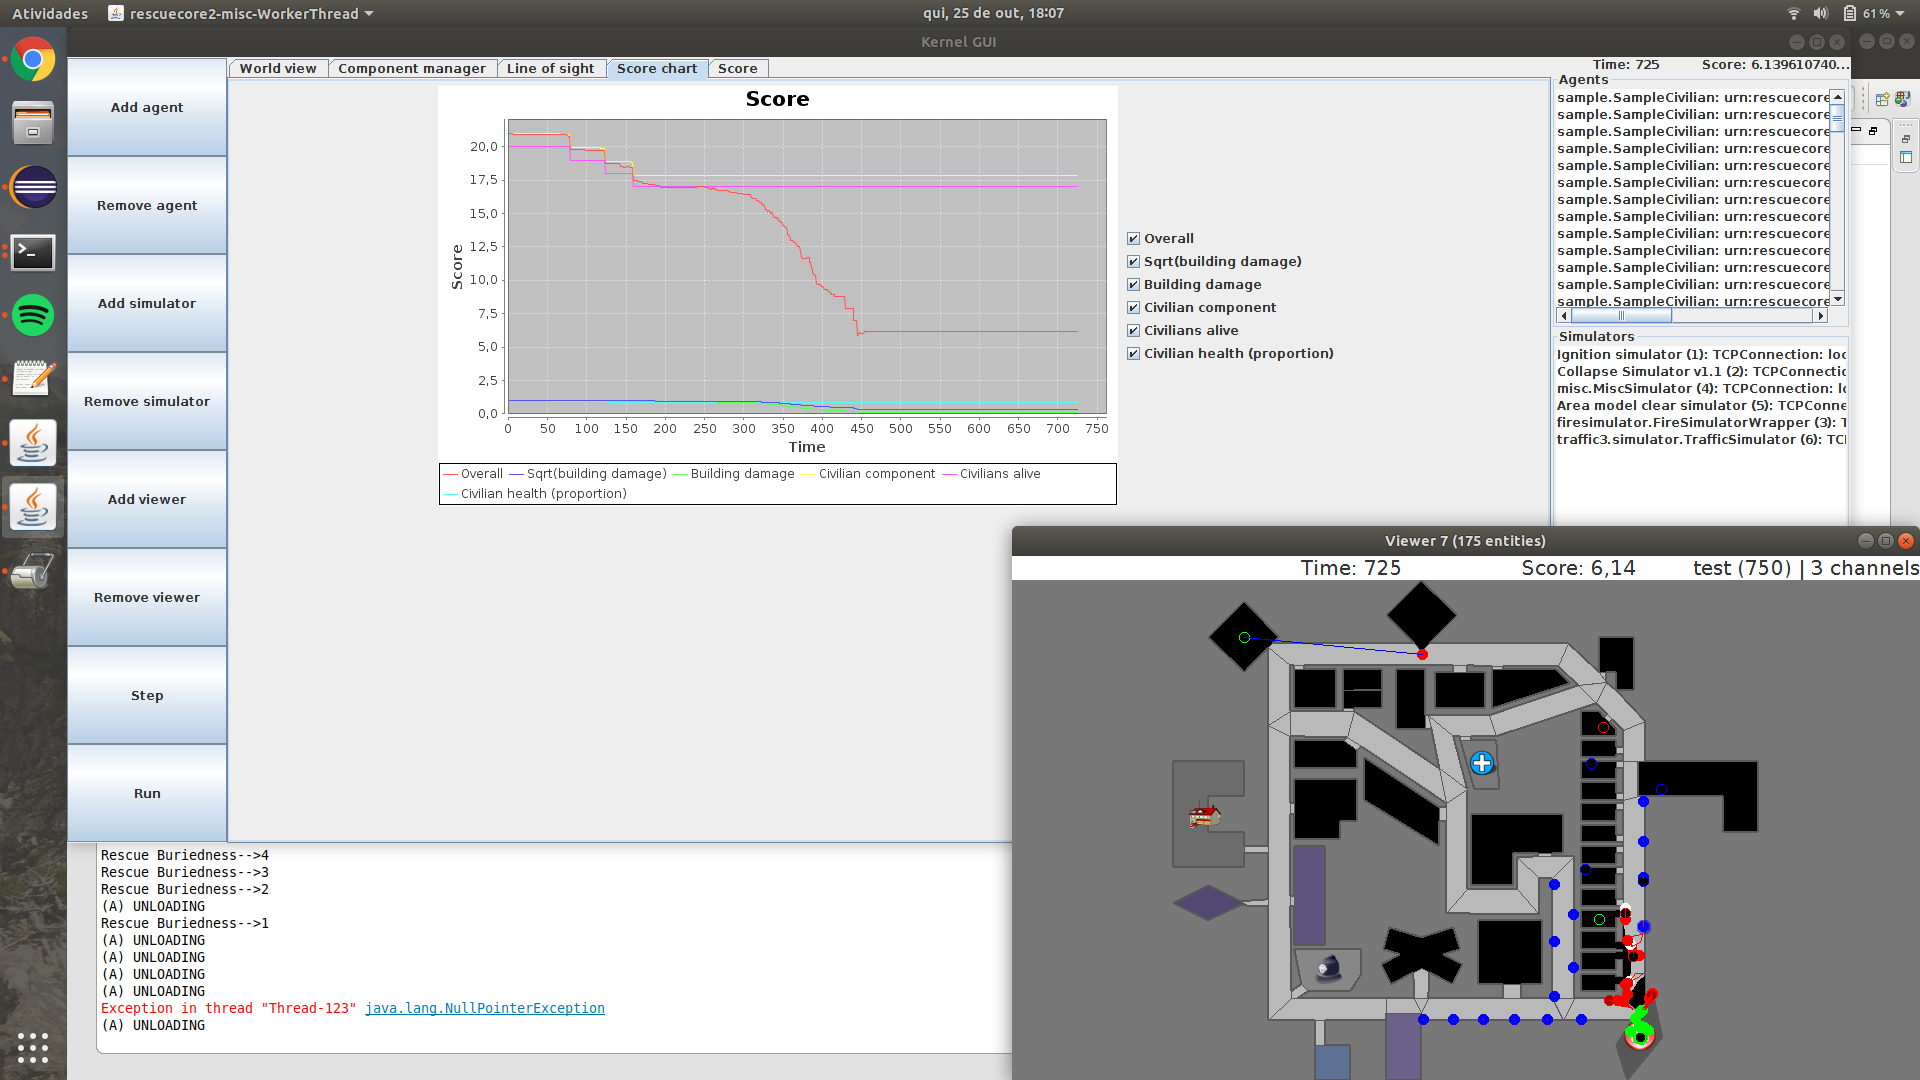 Atividades
rescuecore2-misc-WorkerThread
qui, 25 de out, 18:07
61%
Kernel GUI
Add agent
Remove agent
Add simulator
Remove simulator
Add viewer
Remove viewer
Step
Run
World view
Component manager
Line of sight
Score chart
Score
Time: 725
Score: 6.139610740...
Score
Score
20,0
17,5
15,0
12,5
10,0
7,5
5,0
2,5
0,0
0 50 100 150 200 250 300 350 400 450 500 550 600 650 700 750
Time
Overall Sqrt(building damage) Building damage Civilian component Civilians alive
Civilian health (proportion)
Overall
Sqrt(building damage)
Building damage
Civilian component
Civilians alive
Civilian health (proportion)
Agents
sample.SampleCivilian: urn:rescuecore
sample.SampleCivilian: urn:rescuecore
sample.SampleCivilian: urn:rescuecore
sample.SampleCivilian: urn:rescuecore
sample.SampleCivilian: urn:rescuecore
sample.SampleCivilian: urn:rescuecore
sample.SampleCivilian: urn:rescuecore
sample.SampleCivilian: urn:rescuecore
sample.SampleCivilian: urn:rescuecore
sample.SampleCivilian: urn:rescuecore
sample.SampleCivilian: urn:rescuecore
sample.SampleCivilian: urn:rescuecore
sample.SampleCivilian: urn:rescuecore
Simulators
Ignition simulator (1): TCPConnection: loc
Collapse Simulator v1.1 (2): TCPConnectio
misc.MiscSimulator (4): TCPConnection: lo
Area model clear simulator (5): TCPConne
firesimulator.FireSimulatorWrapper (3): T
traffic3.simulator.TrafficSimulator (6): TCI
Viewer 7 (175 entities)
Time: 725
Score: 6,14
test (750) | 3 channels
Rescue Buriedness-->4
Rescue Buriedness-->3
Rescue Buriedness-->2
(A) UNLOADING
Rescue Buriedness-->1
(A) UNLOADING
(A) UNLOADING
(A) UNLOADING
(A) UNLOADING
Exception in thread "Thread-123" java.lang.NullPointerException
(A) UNLOADING